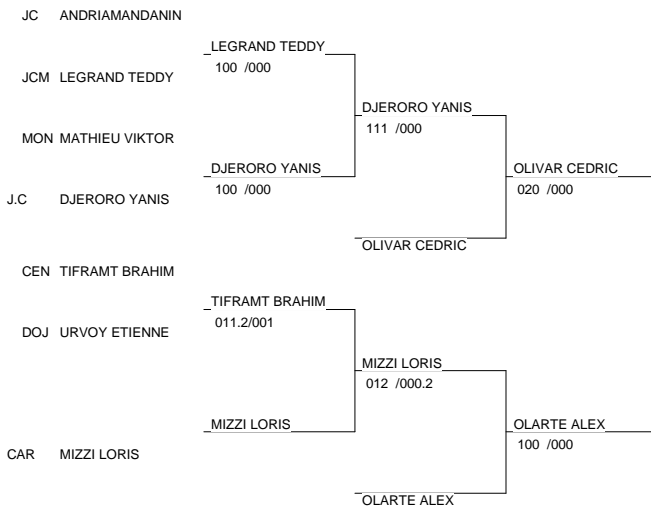 JC ANDRIAMANDANIN
LEGRAND TEDDY
100 /000
JCM LEGRAND TEDDY
DJERORO YANIS
111 /000
MON MATHIEU VIKTOR
DJERORO YANIS
100 /000
OLIVAR CEDRIC
020 /000
J.C DJERORO YANIS
OLIVAR CEDRIC
CEN TIFRAMT BRAHIM
TIFRAMT BRAHIM
011.2/001
DOJ URVOY ETIENNE
MIZZI LORIS
012 /000.2
MIZZI LORIS
OLARTE ALEX
100 /000
CAR MIZZI LORIS
OLARTE ALEX